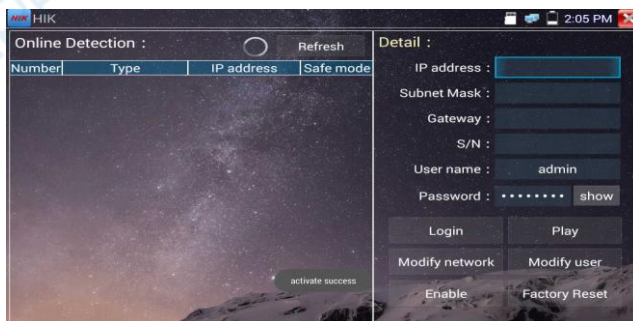 HIK HIK 2:05 PM
Online Detection : Refresh
Number Type IP address Safe mode
activate success
Detail :
IP address :
Subnet Mask :
Gateway :
S/N :
User name : admin
Password : •••••••• show
Login Play
Modify network Modify user
Enable Factory Reset